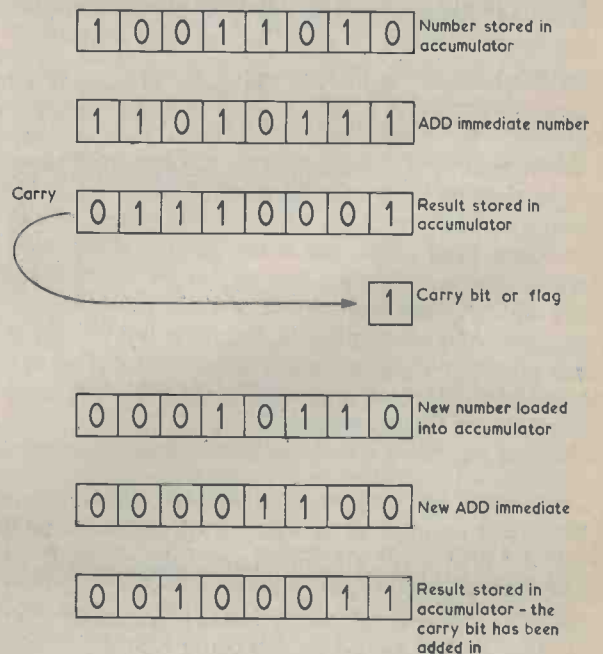 1 0 0 1 1 0 1 0
Number stored in
accumulator
1 1 0 1 0 1 1 1
ADD immediate number
Carry
0 1 1 1 0 0 0 1
Result stored in
accumulator
1
Carry bit or flag
0 0 0 1 0 1 1 0
New number loaded
into accumulator
0 0 0 0 1 1 0 0
New ADD immediate
0 0 1 0 0 0 1 1
Result stored in
accumulator - the
carry bit has been
added in